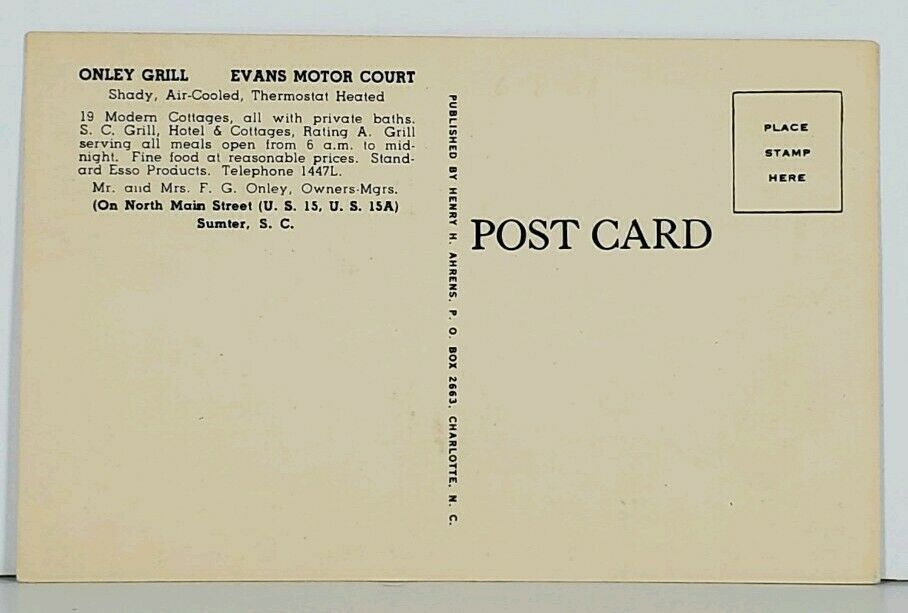 ONLEY GRILL EVANS MOTOR COURT
Shady, Air-Cooled, Thermostat Heated
19 Modern Cottages, all with private baths.
S. C. Grill, Hotel & Cottages, Rating A. Grill
serving all meals open from 6 a.m. to mid-
night. Fine food at reasonable prices. Stand-
ard Esso Products. Telephone 1447L.
Mr. and Mrs. F. G. Onley, Owners-Mgrs.
(On North Main Street (U. S. 15, U. S. 15A)
Sumter, S. C.
PUBLISHED BY HENRY H. AHRENS, P. O. BOX 2663, CHARLOTTE, N. C.
POST CARD
PLACE
STAMP
HERE